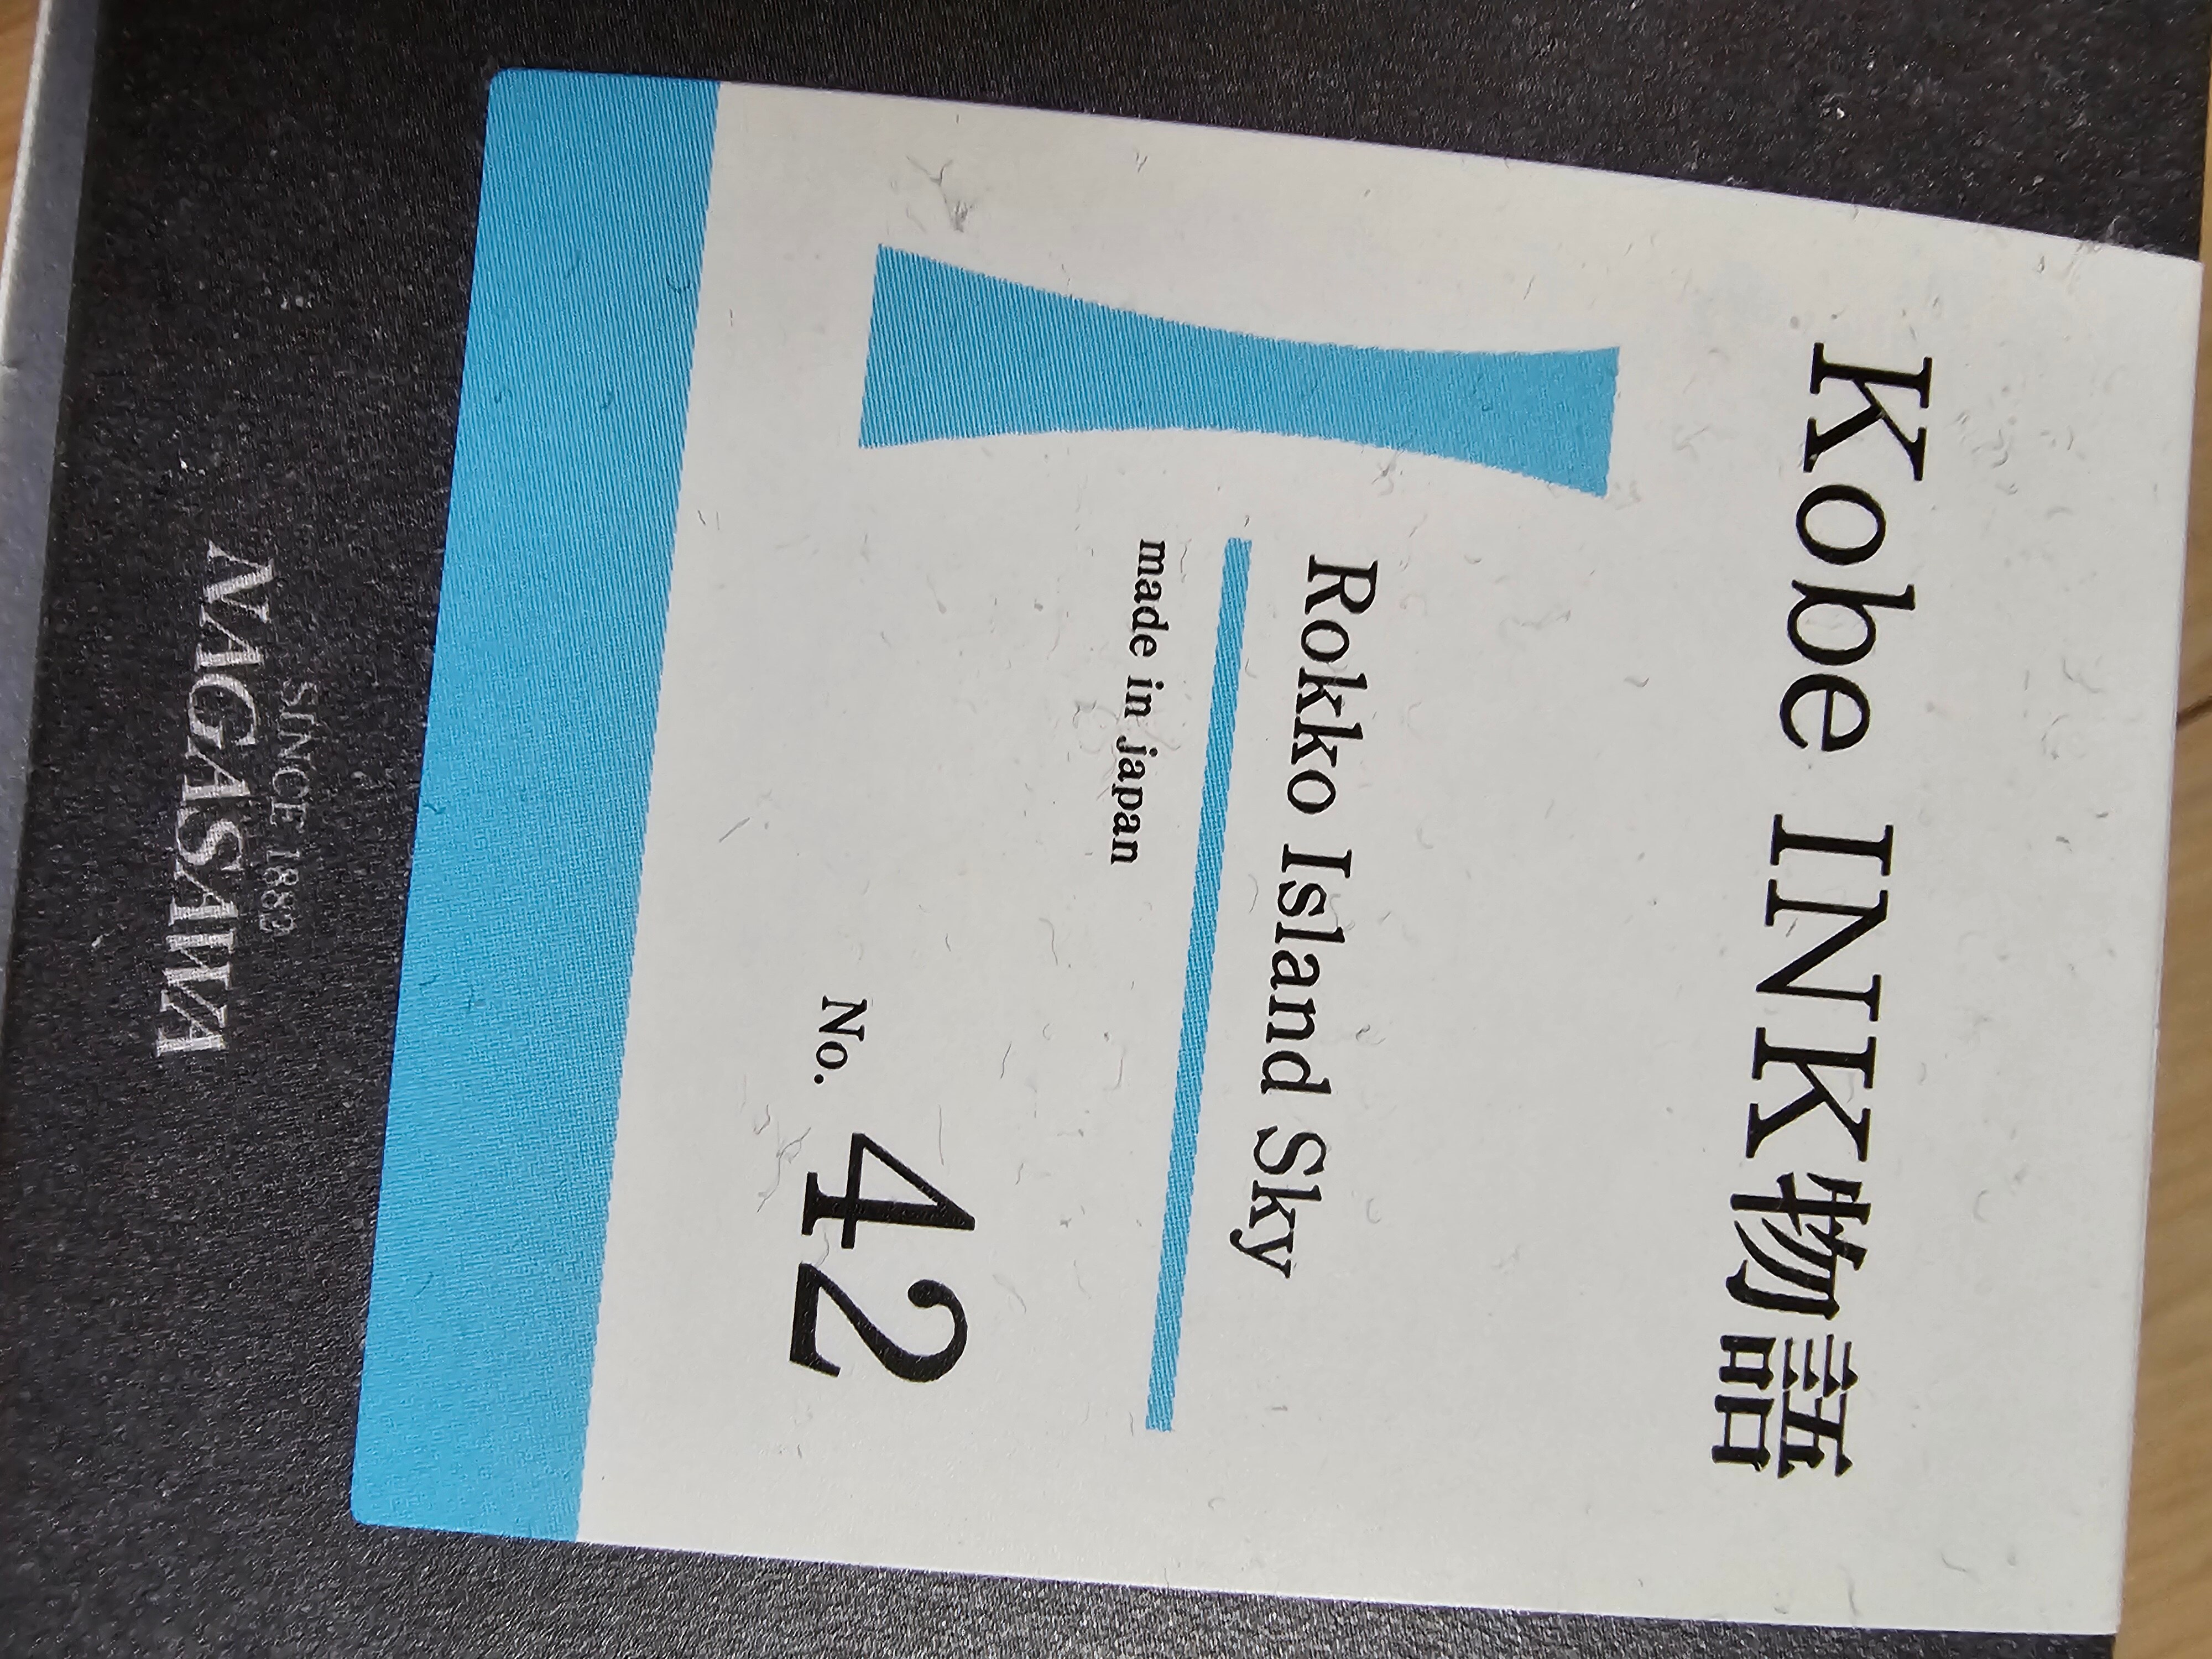 Kobe INK物語
Rokko Island Sky
made in japan
No. 42
SINCE 1882
NAGASAWA